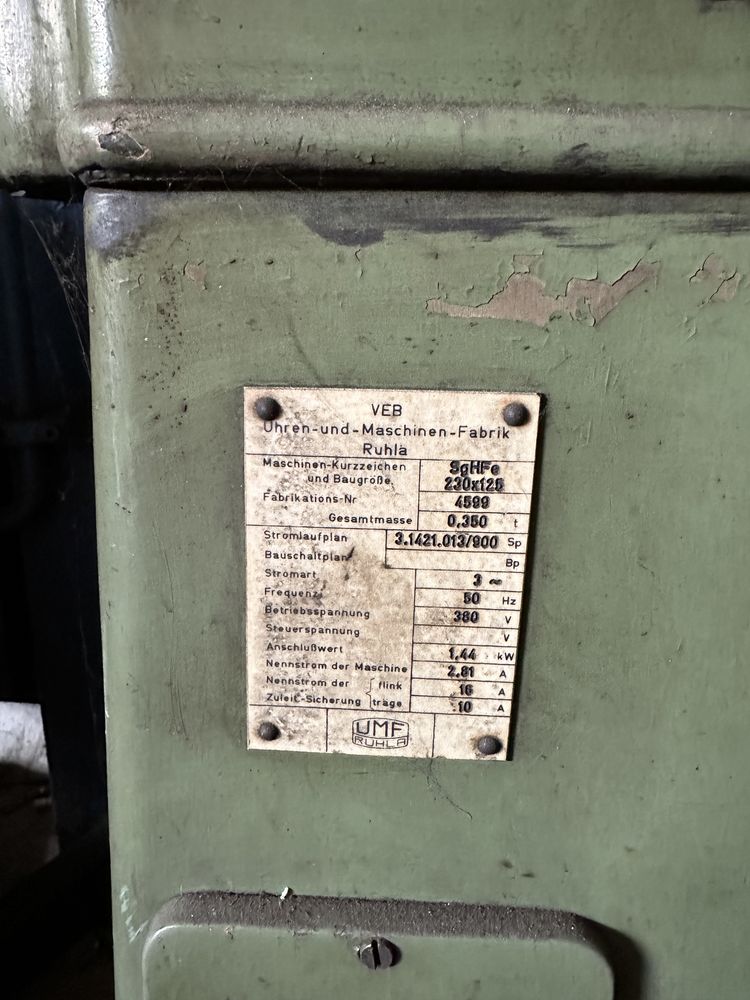 VEB
Uhren-und-Maschinen-Fabrik
Ruhla
Maschinen-Kurzzeichen und Baugröße SgHFe 230x125
Fabrikations-Nr 4599
Gesamtmasse 0,350 t
Stromlaufplan 3.1421.013/900 Sp
Bauschaltplan Bp
Stromart 3 ~
Frequenz 50 Hz
Betriebsspannung 380 V
Steuerspannung V
Anschlußwert 1,44 kW
Nennstrom der Maschine 2,81 A
Nennstrom der flink 16 A
Zuleit-Sicherung träge 10 A
UMF
RUHLA